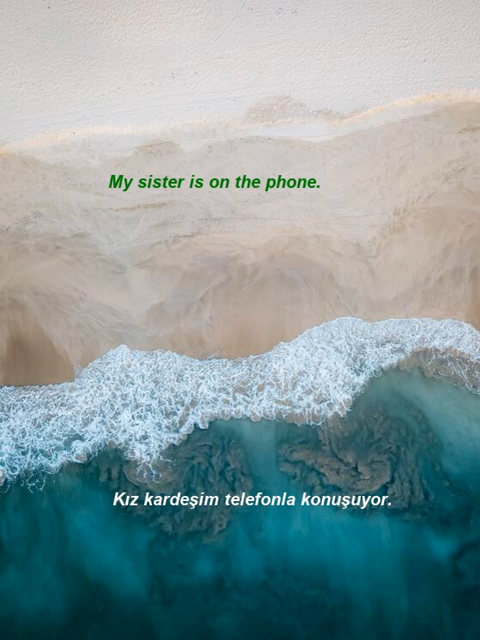 My sister is on the phone.
Kız kardeşim telefonla konuşuyor.